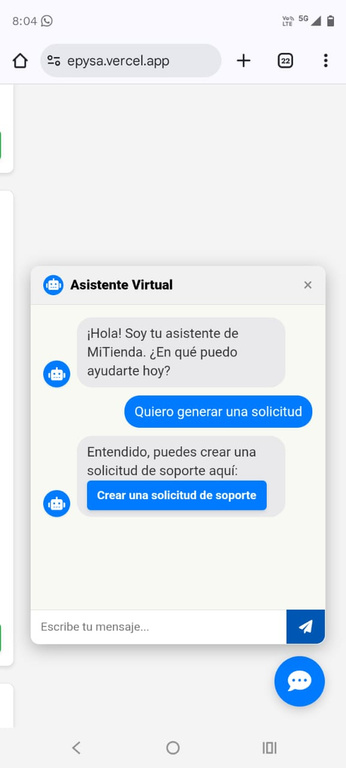 8:04
Vo))
LTE
5G
epysa.vercel.app
22
Asistente Virtual
×
¡Hola! Soy tu asistente de
MiTienda. ¿En qué puedo
ayudarte hoy?
Quiero generar una solicitud
Entendido, puedes crear una
solicitud de soporte aquí:
Crear una solicitud de soporte
Escribe tu mensaje...